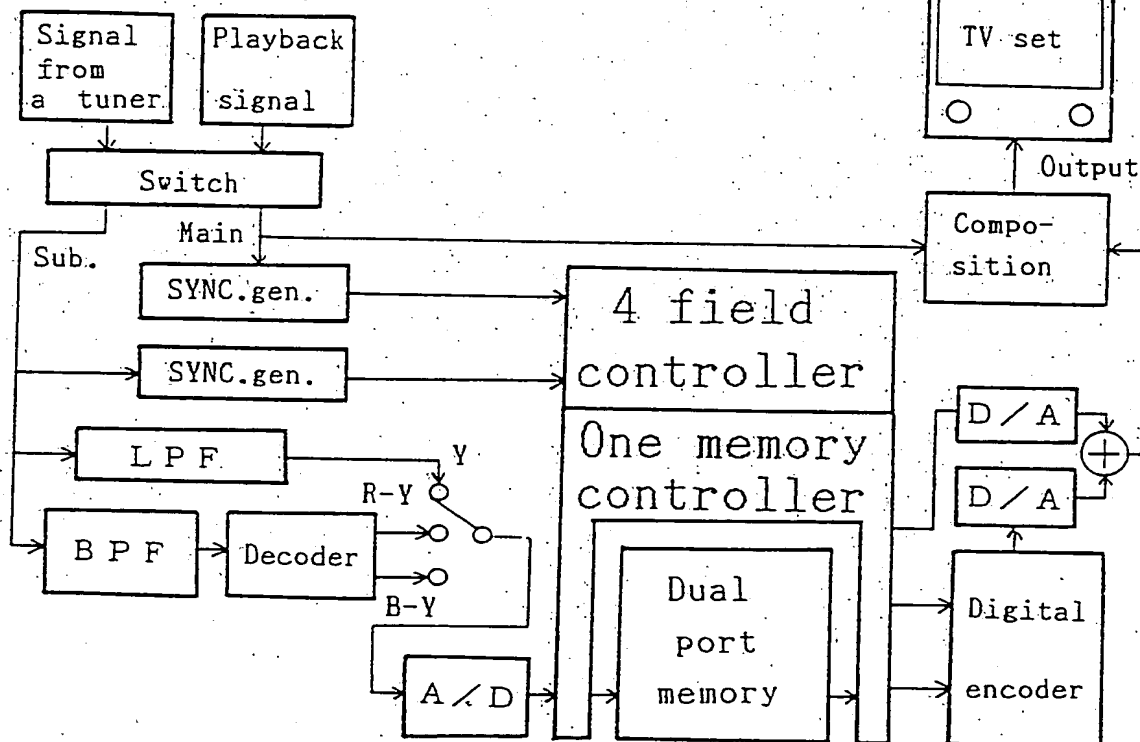 Signal
from
a tuner
Playback
signal
TV set
Switch
Output
Main
Sub.
Compo-
sition
SYNC.gen.
4 field
controller
SYNC.gen.
D/A
LPF
Y
One memory
controller
R-Y
D/A
BPF
Decoder
B-Y
Dual
port
memory
Digital
encoder
A/D